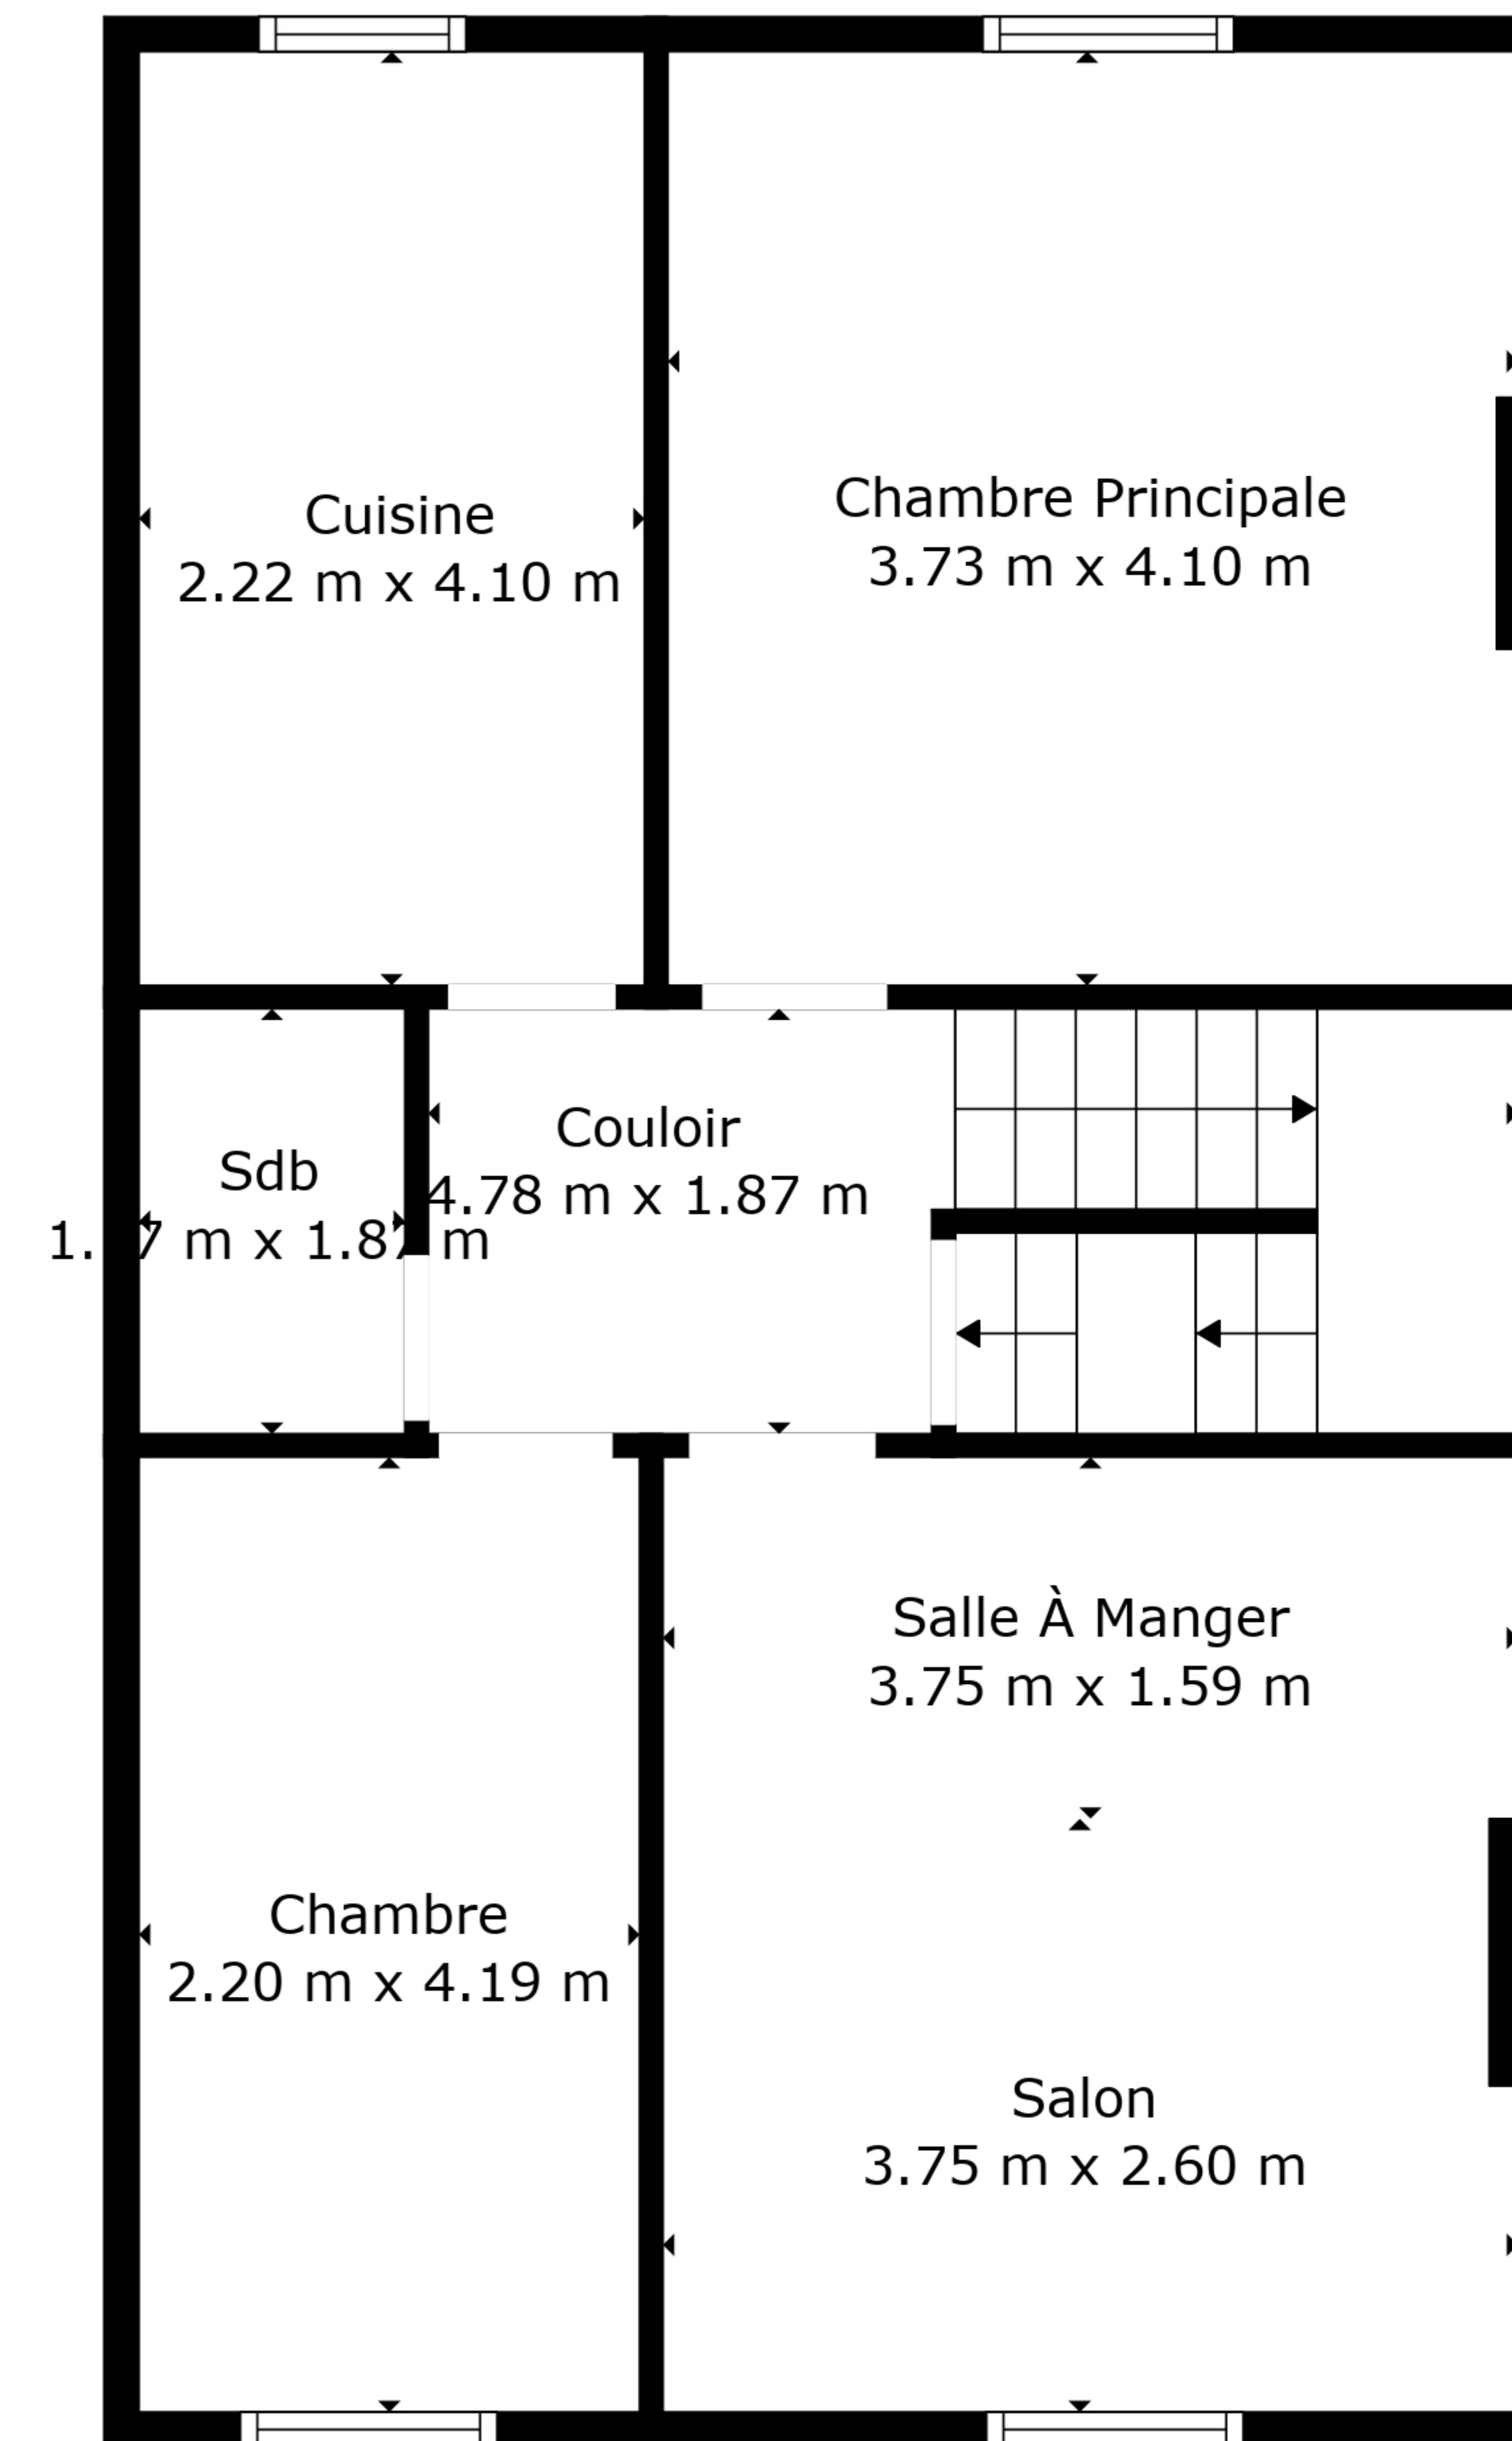 Cuisine
2.22 m x 4.10 m
Chambre Principale
3.73 m x 4.10 m
Couloir
4.78 m x 1.87 m
Sdb
m x
m
Salle À Manger
3.75 m x 1.59 m
Chambre
2.20 m x 4.19 m
Salon
3.75 m x 2.60 m